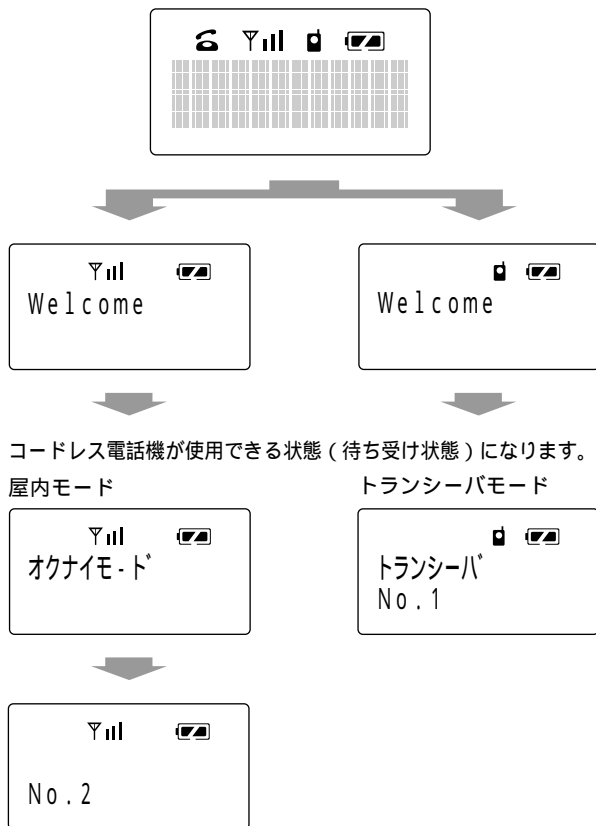 Welcome
Welcome
コードレス電話機が使用できる状態（待ち受け状態）になります。
屋内モード
トランシーバモード
オクナイモ-ド
トランシーバ
No.1
No.2